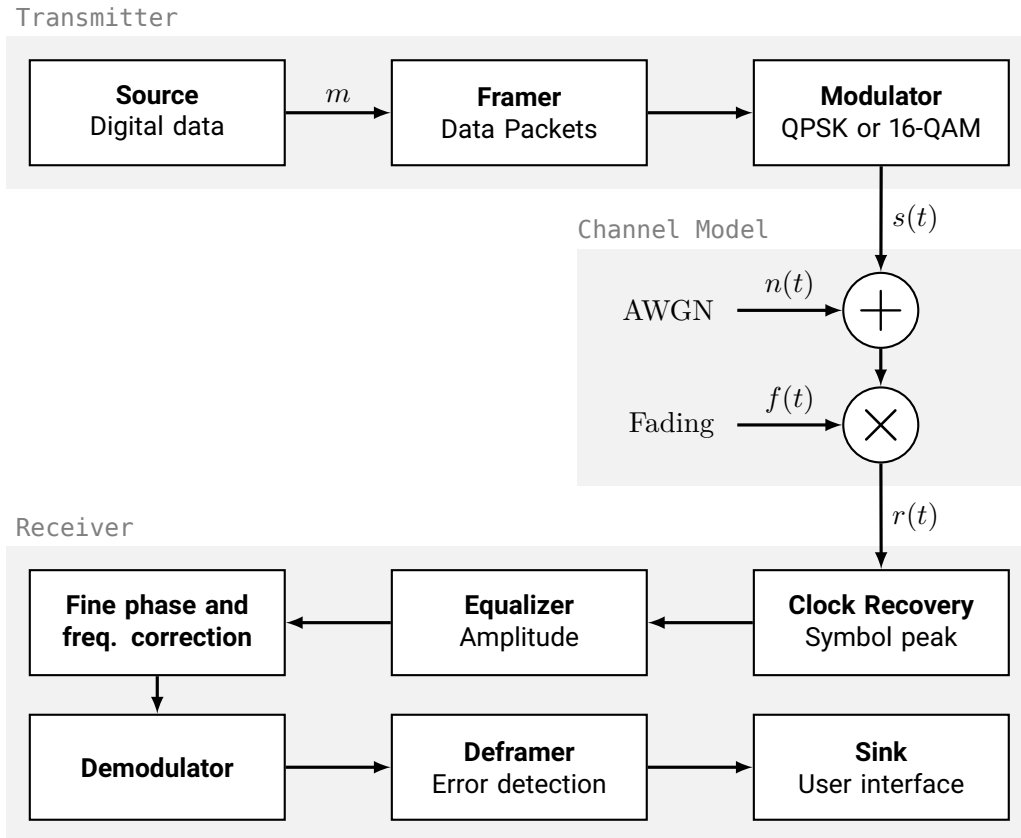 Transmitter
Source
Digital data
m
Framer
Data Packets
Modulator
QPSK or 16-QAM
s(t)
Channel Model
AWGN
n(t)
Fading
f(t)
r(t)
Receiver
Clock Recovery
Symbol peak
Equalizer
Amplitude
Fine phase and
freq. correction
Demodulator
Deframer
Error detection
Sink
User interface